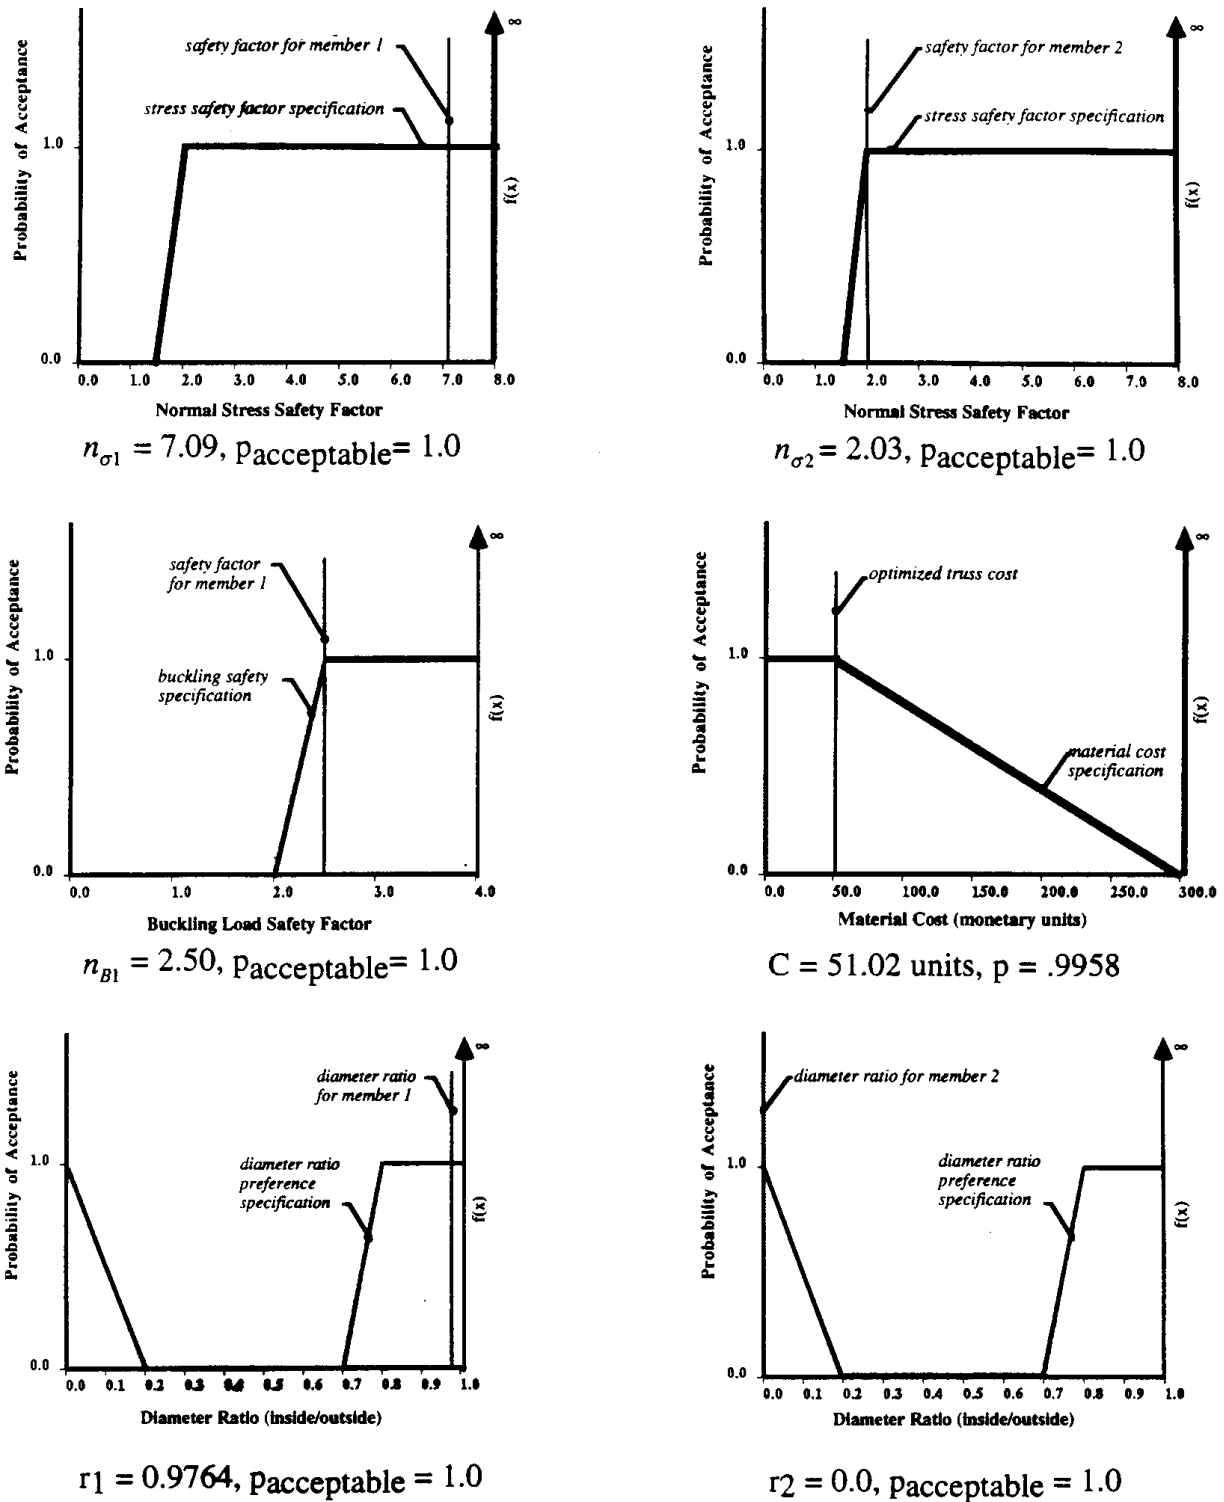 ∞
safety factor for member 1
stress safety factor specification
Probability of Acceptance
1.0
0.0
f(x)
0.0 1.0 2.0 3.0 4.0 5.0 6.0 7.0 8.0
Normal Stress Safety Factor
nσ1 = 7.09, pacceptable= 1.0
∞
safety factor for member 2
stress safety factor specification
Probability of Acceptance
1.0
0.0
f(x)
0.0 1.0 2.0 3.0 4.0 5.0 6.0 7.0 8.0
Normal Stress Safety Factor
nσ2 = 2.03, pacceptable= 1.0
∞
safety factor
for member 1
buckling safety
specification
Probability of Acceptance
1.0
0.0
f(x)
0.0 1.0 2.0 3.0 4.0
Buckling Load Safety Factor
nB1 = 2.50, pacceptable= 1.0
∞
optimized truss cost
material cost
specification
Probability of Acceptance
1.0
0.0
f(x)
0.0 50.0 100.0 150.0 200.0 250.0 300.0
Material Cost (monetary units)
C = 51.02 units, p = .9958
∞
diameter ratio
for member 1
diameter ratio
preference
specification
Probability of Acceptance
1.0
0.0
f(x)
0.0 0.1 0.2 0.3 0.4 0.5 0.6 0.7 0.8 0.9 1.0
Diameter Ratio (inside/outside)
r1 = 0.9764, pacceptable = 1.0
∞
diameter ratio for member 2
diameter ratio
preference
specification
Probability of Acceptance
1.0
0.0
f(x)
0.0 0.1 0.2 0.3 0.4 0.5 0.6 0.7 0.8 0.9 1.0
Diameter Ratio (inside/outside)
r2 = 0.0, pacceptable = 1.0